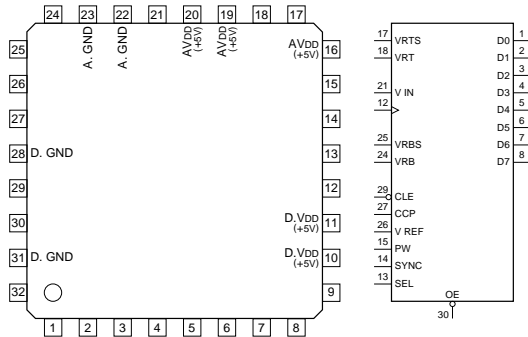 24 23 22 21 20 19 18 17
A. GND
A. GND
AVDD
(+5V)
AVDD
(+5V)
25
26
27
28 D. GND
29
30
31 D. GND
32
AVDD
(+5V) 16
15
14
13
12
D.VDD
(+5V) 11
D.VDD
(+5V) 10
9
1 2 3 4 5 6 7 8
17 VRTS
18 VRT
21 V IN
12
25 VRBS
24 VRB
29 CLE
27 CCP
26 V REF
15 PW
14 SYNC
13 SEL
D0 1
D1 2
D2 3
D3 4
D4 5
D5 6
D6 7
D7 8
OE
30